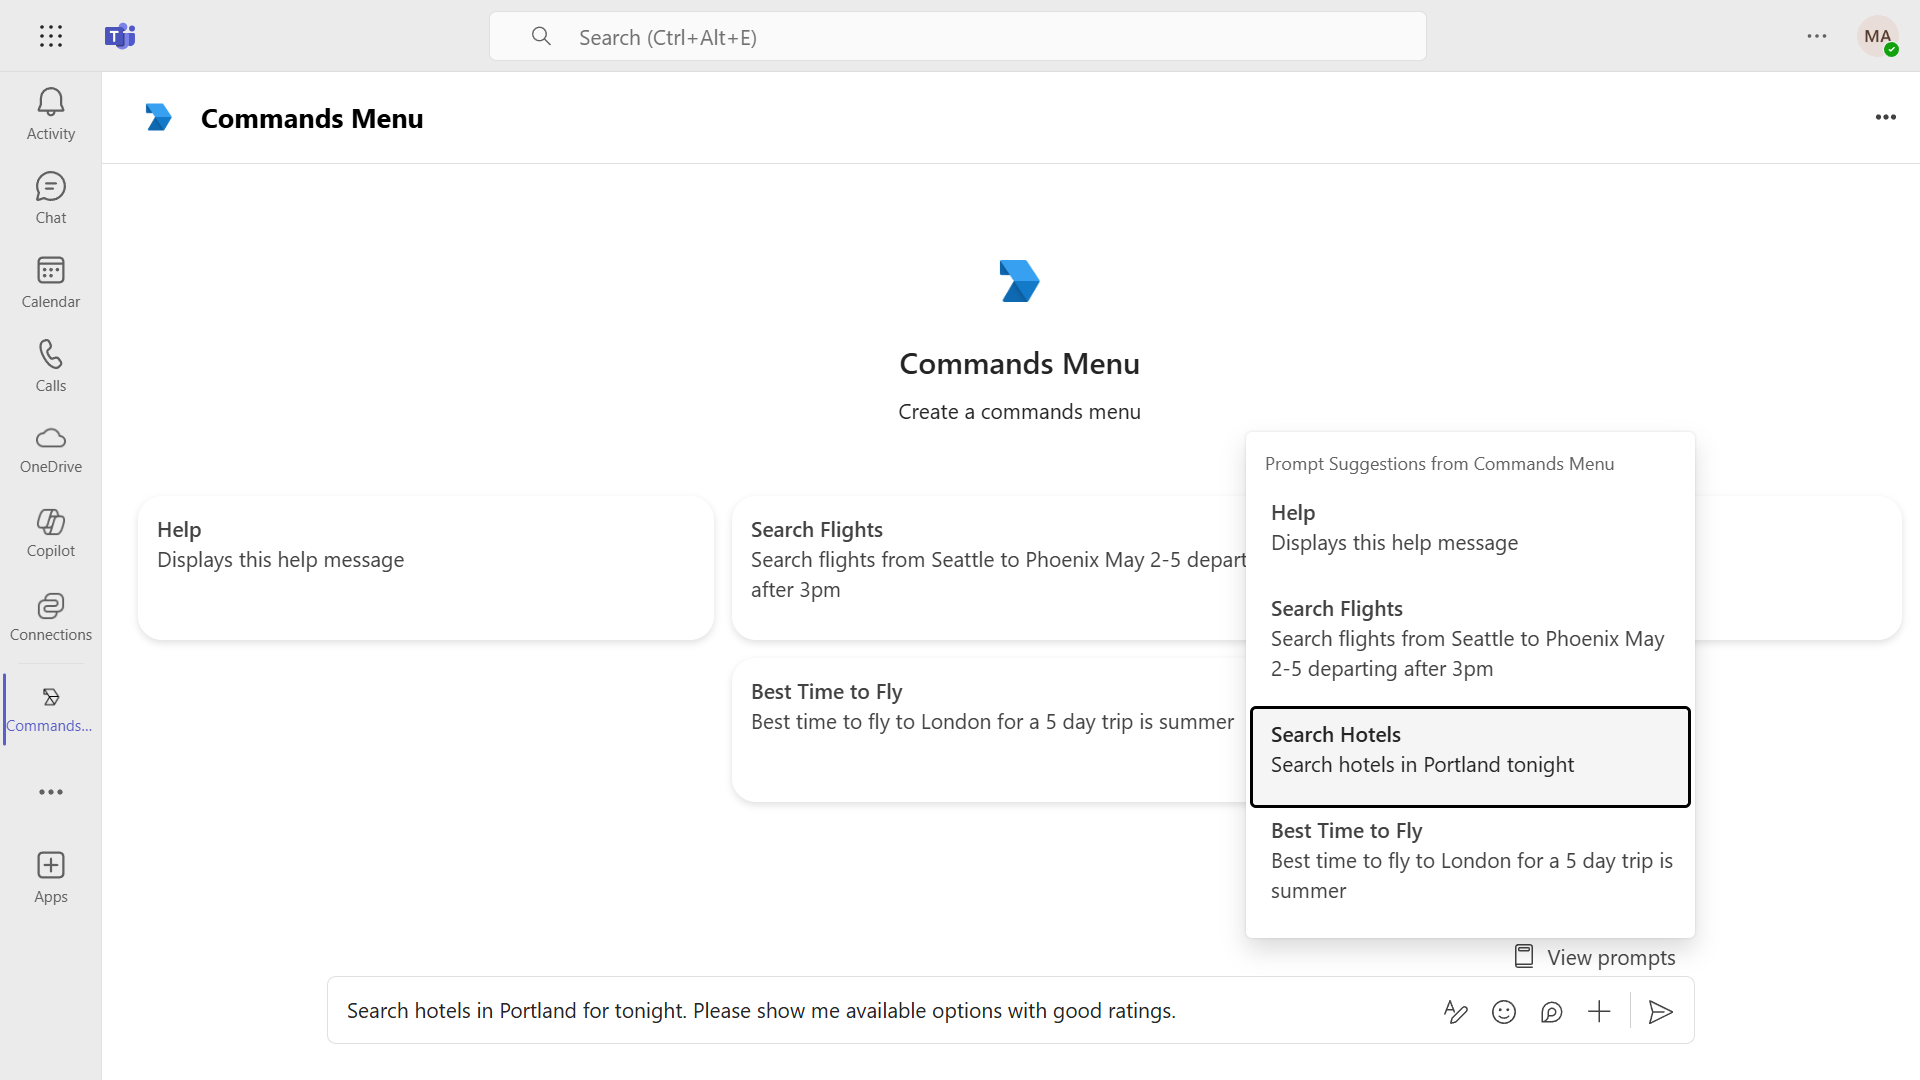 Search (Ctrl+Alt+E)
MA
Activity
Chat
Calendar
Calls
OneDrive
Copilot
Connections
Commands...
Apps
Commands Menu
Commands Menu
Create a commands menu
Help
Displays this help message
Search Flights
Search flights from Seattle to Phoenix May 2-5 depart
after 3pm
Best Time to Fly
Best time to fly to London for a 5 day trip is summer
Prompt Suggestions from Commands Menu
Help
Displays this help message
Search Flights
Search flights from Seattle to Phoenix May
2-5 departing after 3pm
Search Hotels
Search hotels in Portland tonight
Best Time to Fly
Best time to fly to London for a 5 day trip is
summer
View prompts
Search hotels in Portland for tonight. Please show me available options with good ratings.